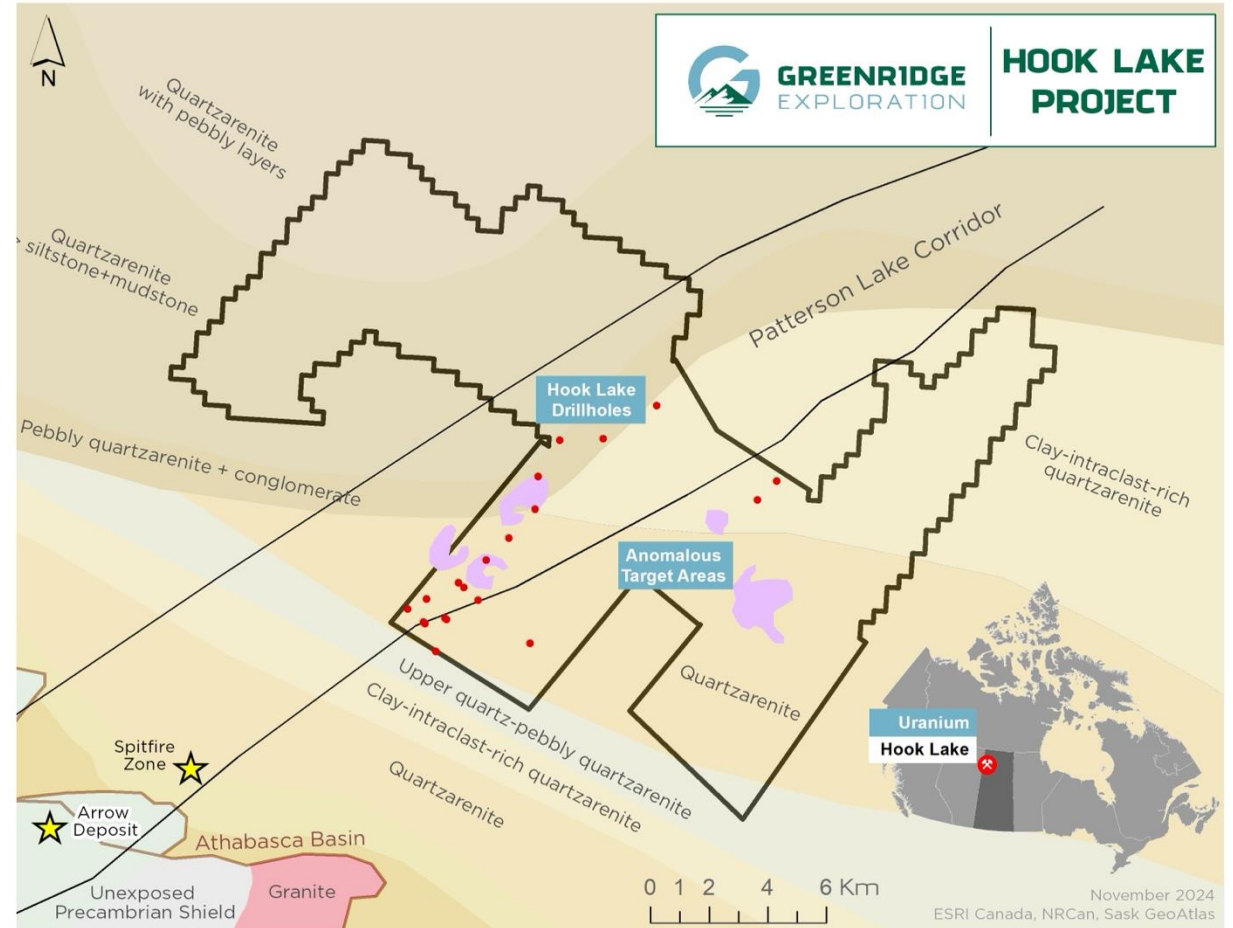 N
GREENRIDGE
EXPLORATION
HOOK LAKE
PROJECT
Quartzarenite
with pebbly layers
Quartzarenite
> siltstone+mudstone
Patterson Lake Corridor
Hook Lake
Drillholes
Pebbly quartzarenite + conglomerate
Clay-intraclast-rich
quartzarenite
Anomalous
Target Areas
Quartzarenite
Upper quartz-pebbly quartzarenite
Clay-intraclast-rich quartzarenite
Quartzarenite
Uranium
Hook Lake
Spitfire
Zone
Arrow
Deposit
Athabasca Basin
Unexposed
Precambrian Shield
Granite
0 1 2 4 6 Km
November 2024
ESRI Canada, NRCan, Sask GeoAtlas